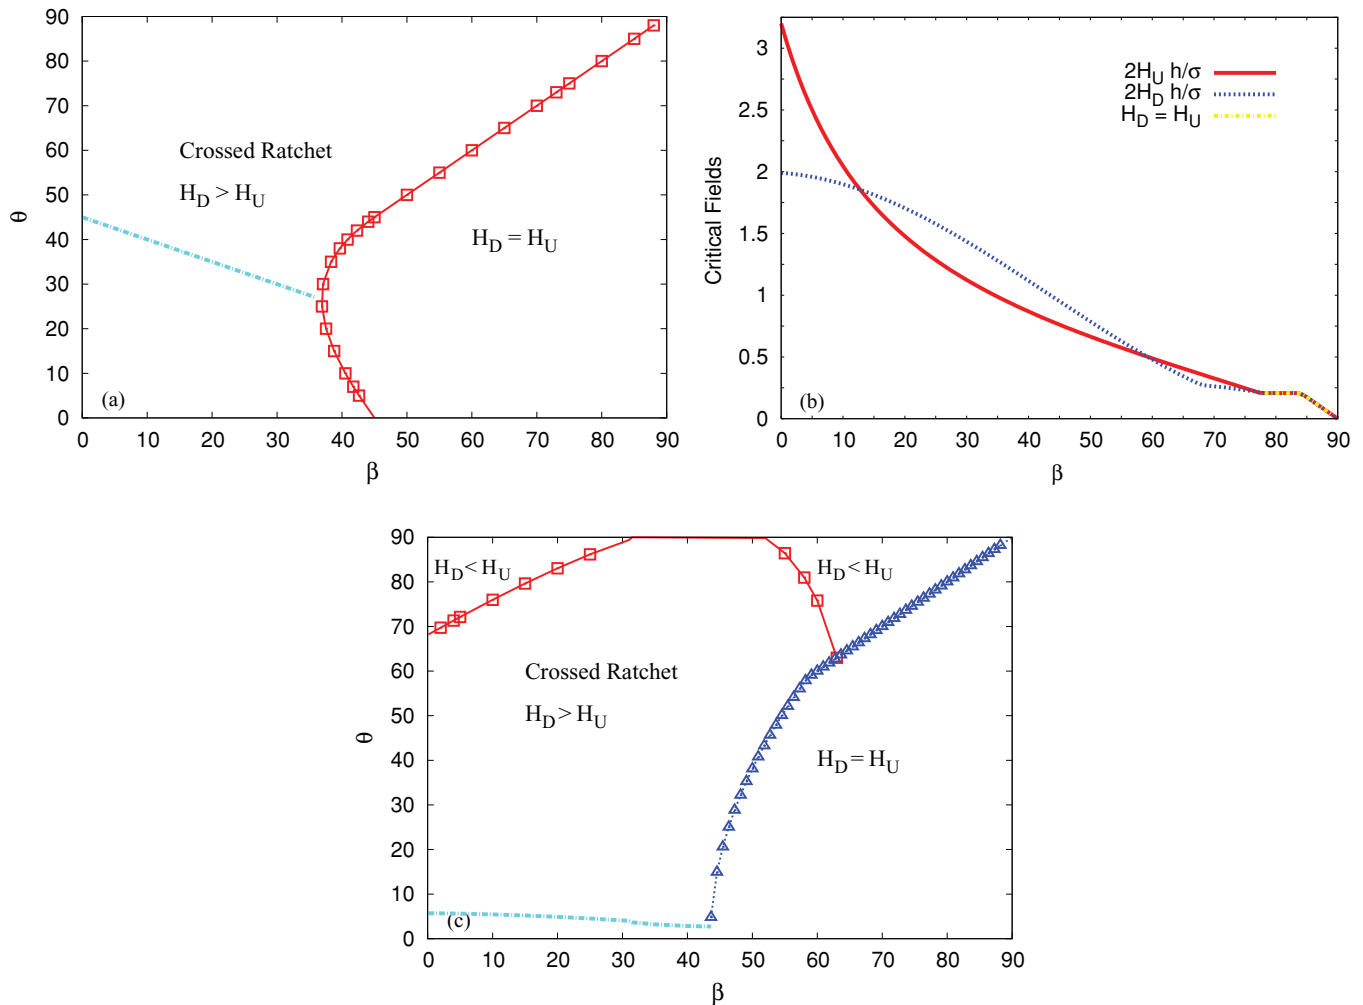 90
80
70
60
50
40
30
20
10
0
θ
Crossed Ratchet
H_D > H_U
H_D = H_U
(a)
0 10 20 30 40 50 60 70 80 90
β
3
2.5
2
1.5
1
0.5
0
Critical Fields
2H_U h/σ
2H_D h/σ
H_D = H_U
(b)
0 10 20 30 40 50 60 70 80 90
β
90
80
70
60
50
40
30
20
10
0
θ
H_D < H_U
H_D < H_U
Crossed Ratchet
H_D > H_U
H_D = H_U
(c)
0 10 20 30 40 50 60 70 80 90
β